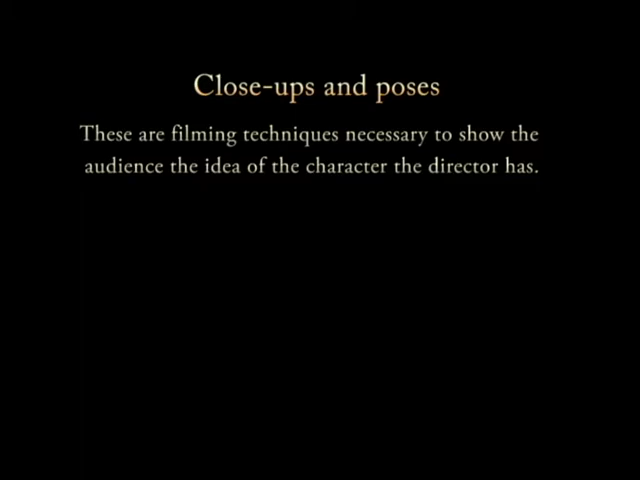 Close-ups and poses
These are filming techniques necessary to show the
audience the idea of the character the director has.